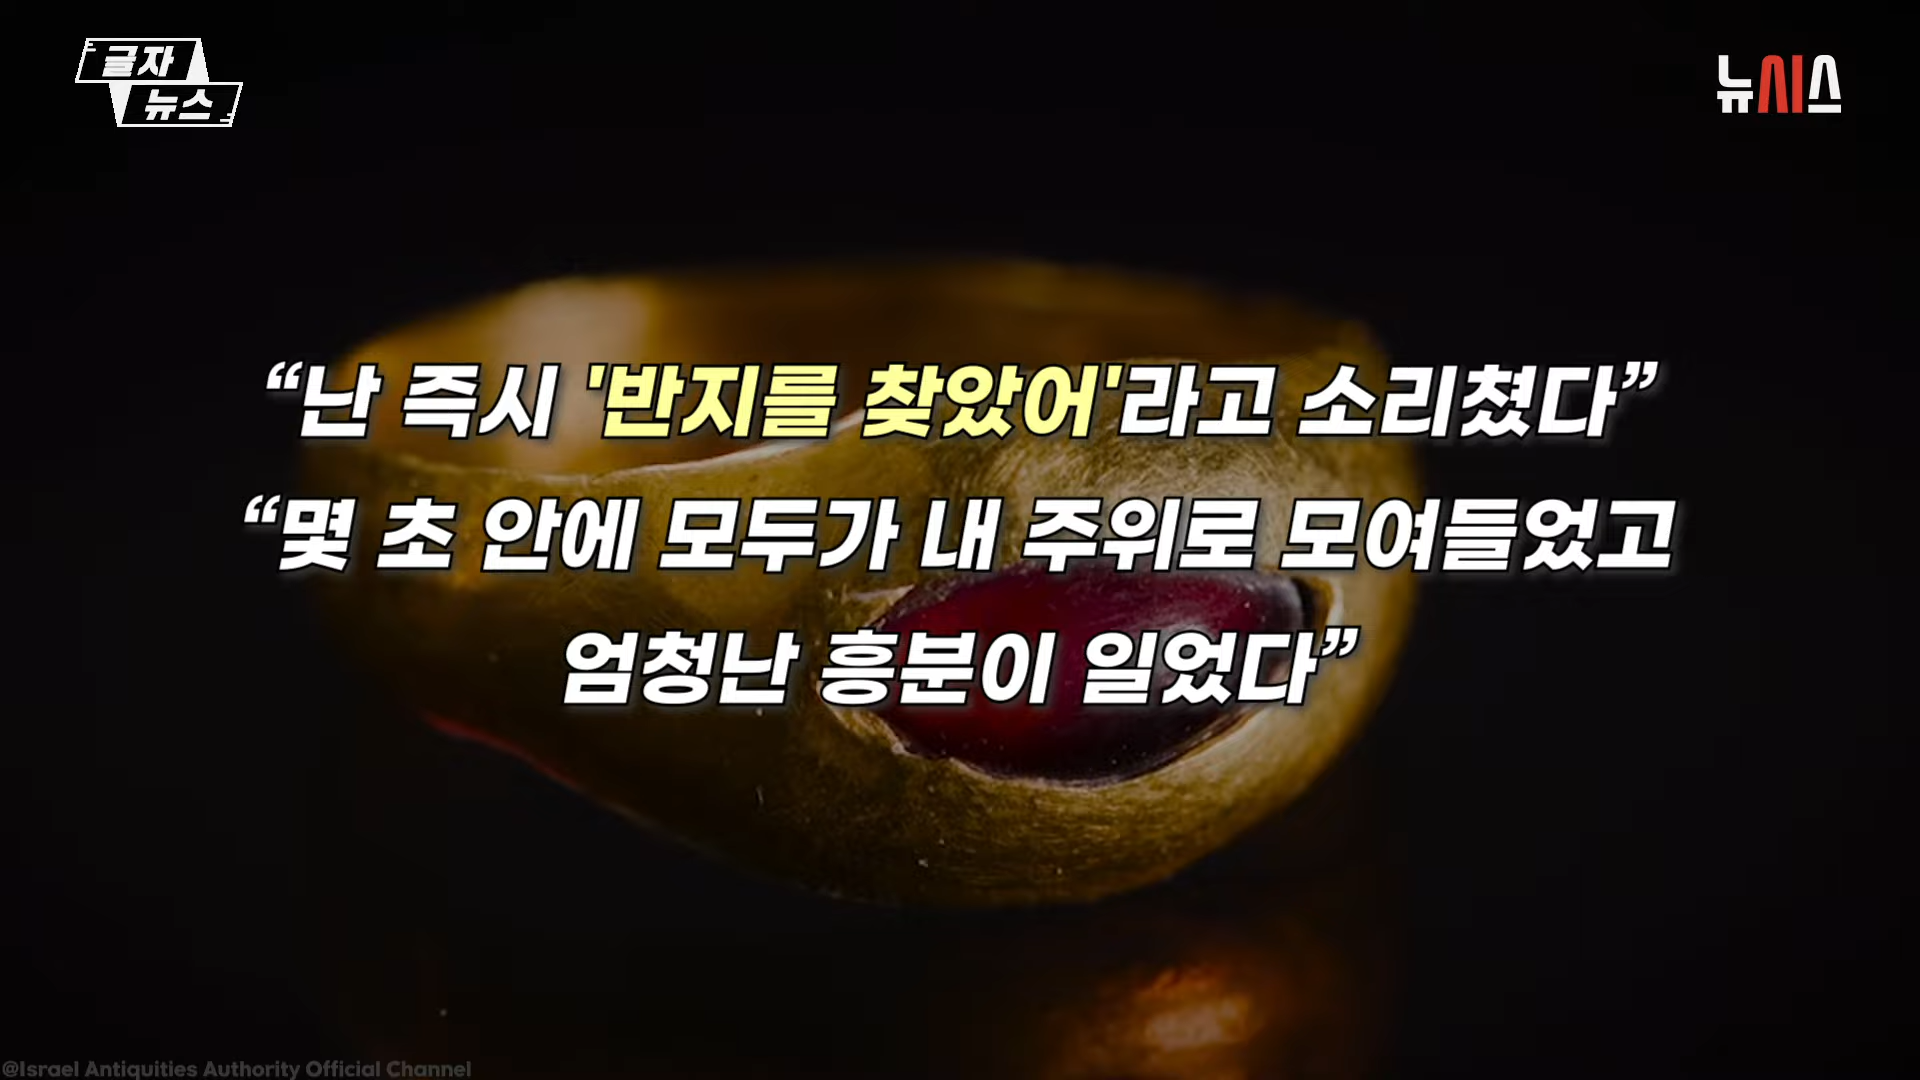 글자
뉴스
뉴시스
“난 즉시 '반지를 찾았어'라고 소리쳤다”
“몇 초 안에 모두가 내 주위로 모여들었고
엄청난 흥분이 일었다”
@Israel Antiquities Authority Official Channel